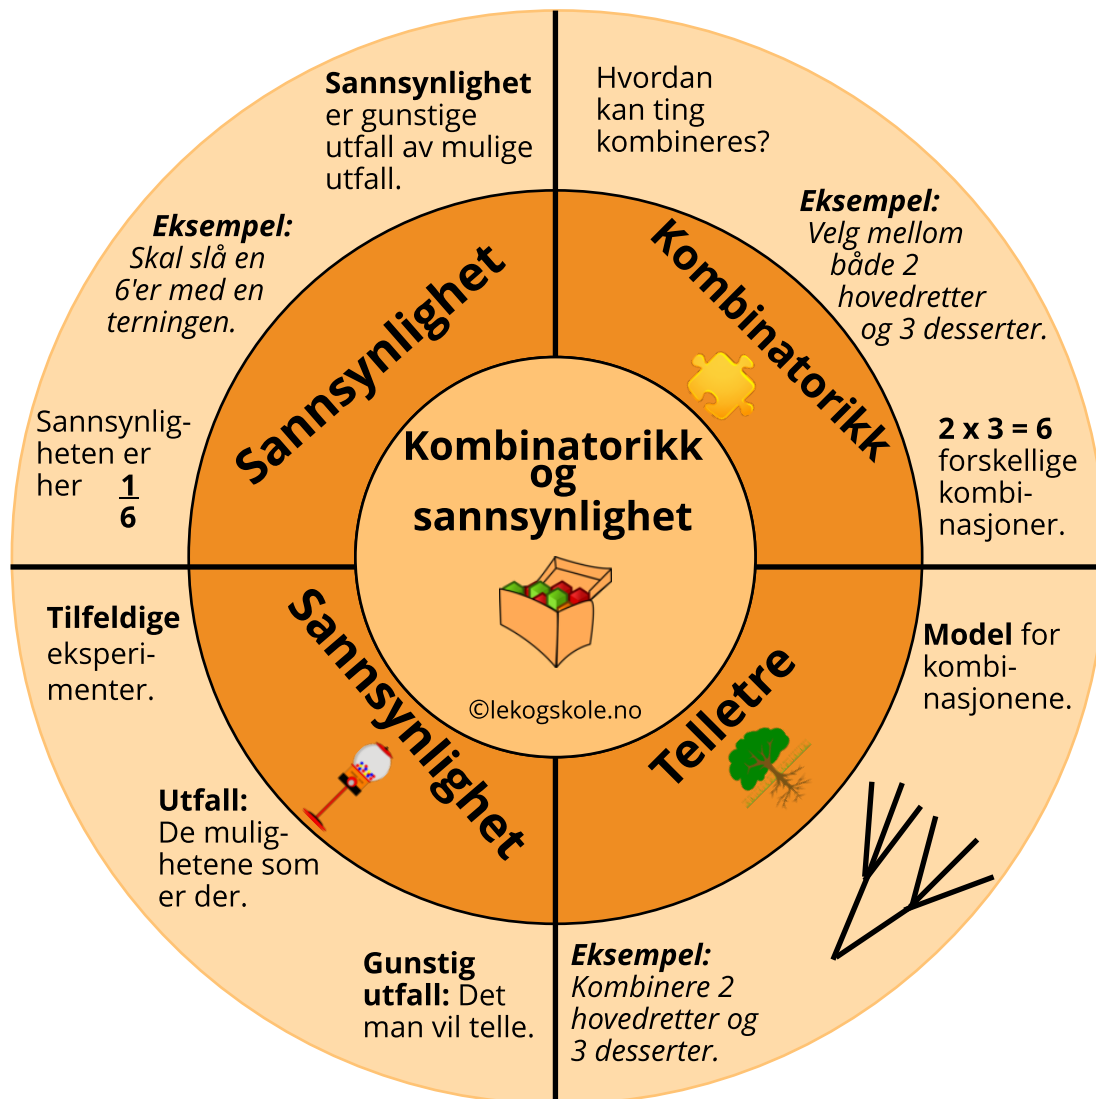 Kombinatorikk
og
sannsynlighet
©lekogskole.no
Sannsynlighet
Sannsynlighet
er gunstige
utfall av mulige
utfall.
Eksempel:
Skal slå en
6'er med en
terningen.
Sannsynlig-
heten er
her 1
6
Kombinatorikk
Hvordan
kan ting
kombineres?
Eksempel:
Velg mellom
både 2
hovedretter
og 3 desserter.
2 x 3 = 6
forskellige
kombi-
nasjoner.
Sannsynlighet
Tilfeldige
eksperi-
menter.
Utfall:
De mulig-
hetene som
er der.
Gunstig
utfall: Det
man vil telle.
Telletre
Model for
kombi-
nasjonene.
Eksempel:
Kombinere 2
hovedretter og
3 desserter.